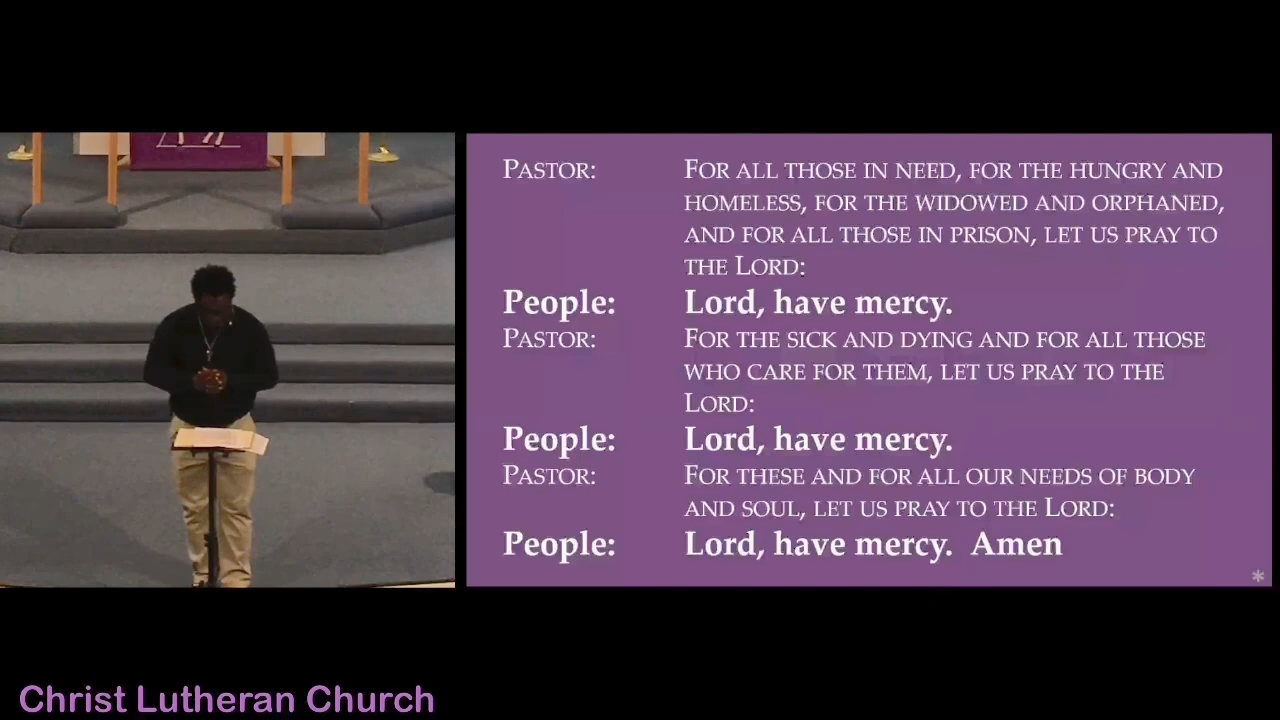 PASTOR: FOR ALL THOSE IN NEED, FOR THE HUNGRY AND
HOMELESS, FOR THE WIDOWED AND ORPHANED,
AND FOR ALL THOSE IN PRISON, LET US PRAY TO
THE LORD:
People: Lord, have mercy.
PASTOR: FOR THE SICK AND DYING AND FOR ALL THOSE
WHO CARE FOR THEM, LET US PRAY TO THE
LORD:
People: Lord, have mercy.
PASTOR: FOR THESE AND FOR ALL OUR NEEDS OF BODY
AND SOUL, LET US PRAY TO THE LORD:
People: Lord, have mercy. Amen
*
Christ Lutheran Church